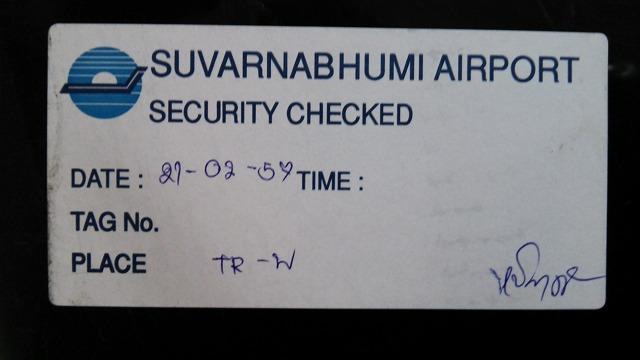 SUVARNABHUMI AIRPORT
SECURITY CHECKED
DATE : 21-02-57 TIME :
TAG No.
PLACE TR-W